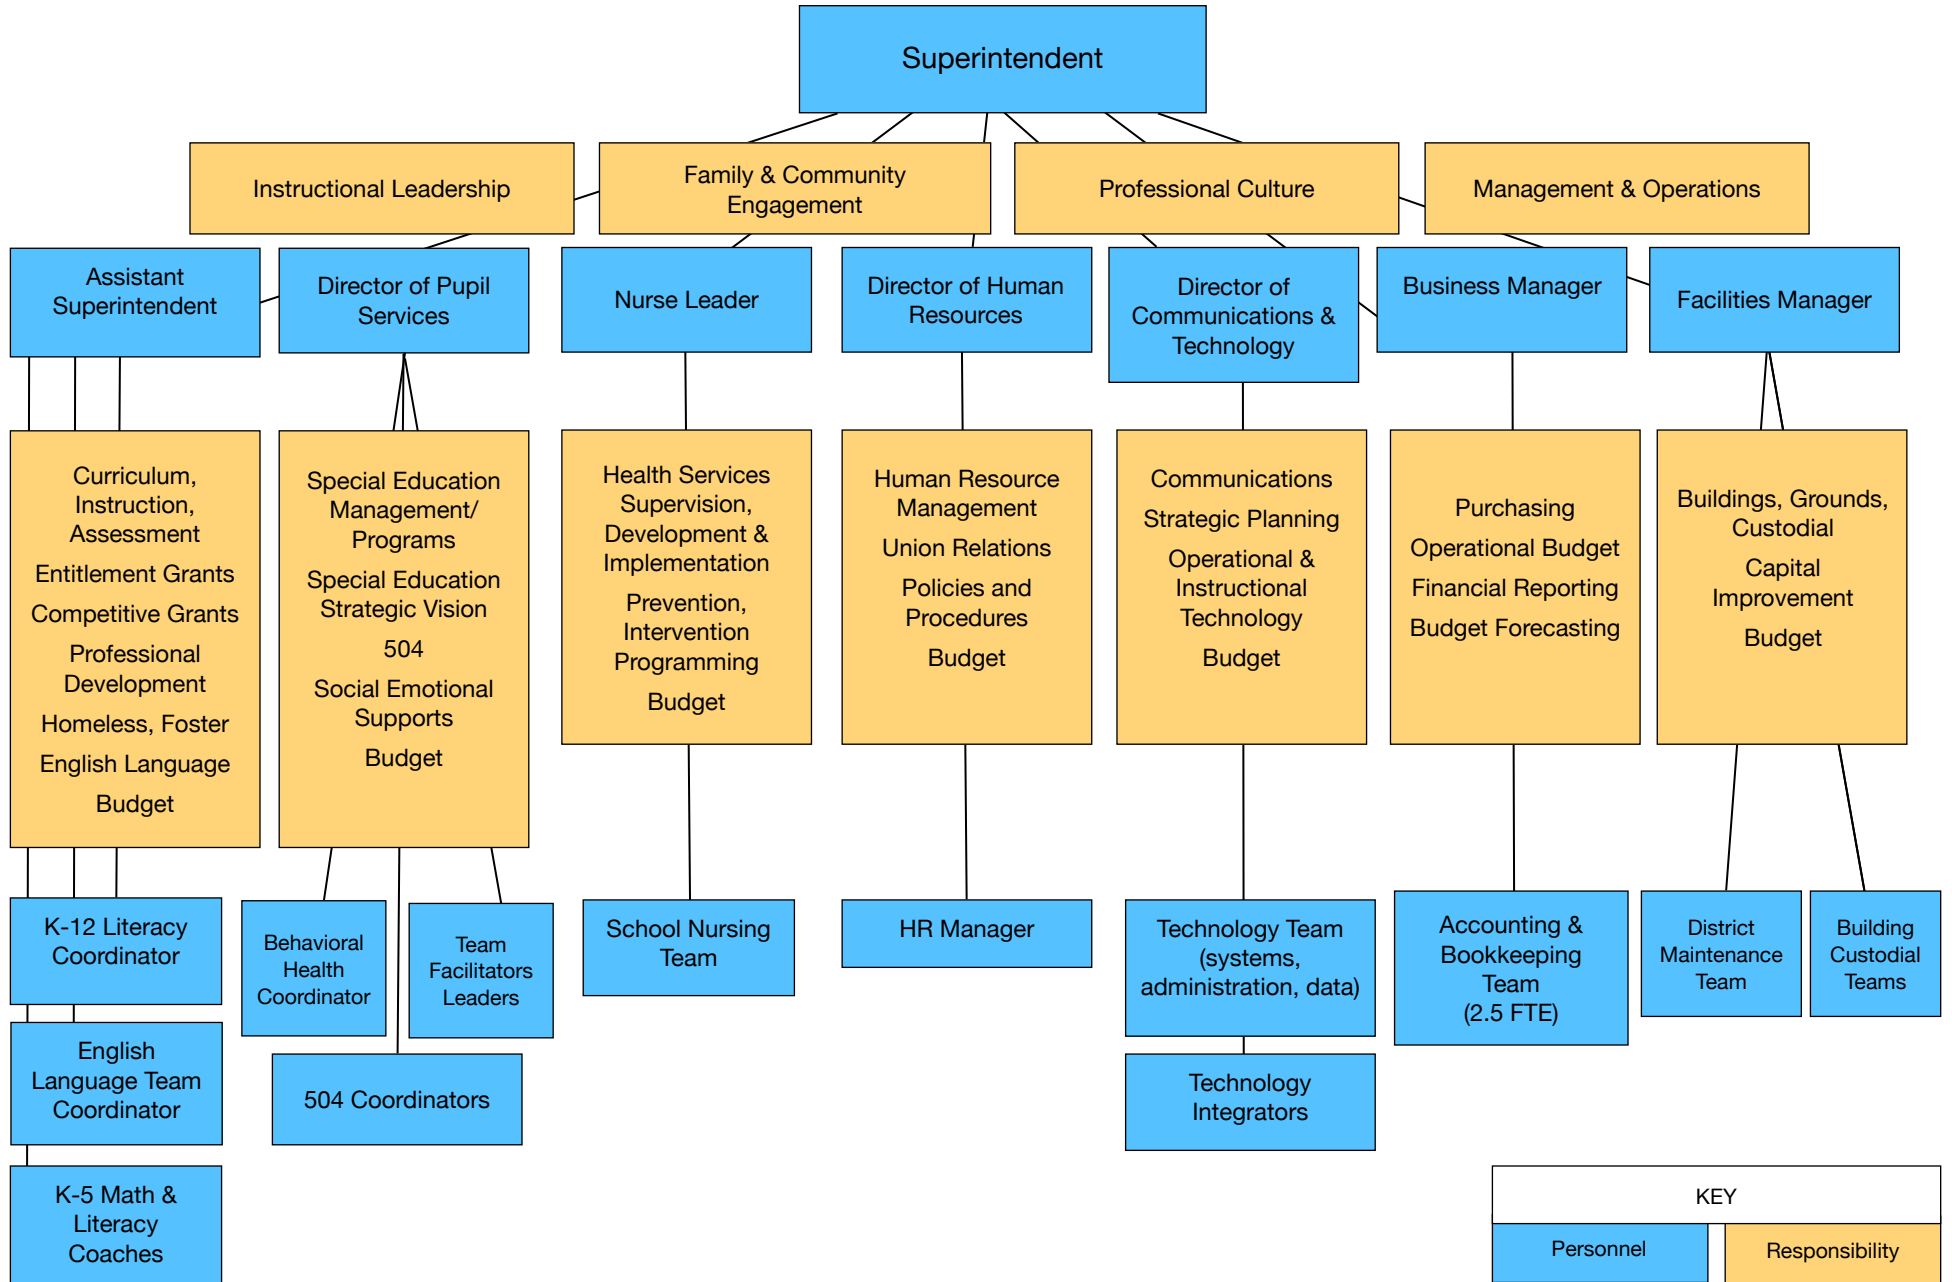 Superintendent
Instructional Leadership
Family & Community
Engagement
Professional Culture
Management & Operations
Assistant
Superintendent
Director of Pupil
Services
Nurse Leader
Director of Human
Resources
Director of
Communications &
Technology
Business Manager
Facilities Manager
Curriculum,
Instruction,
Assessment
Entitlement Grants
Competitive Grants
Professional
Development
Homeless, Foster
English Language
Budget
Special Education
Management/
Programs
Special Education
Strategic Vision
504
Social Emotional
Supports
Budget
Health Services
Supervision,
Development &
Implementation
Prevention,
Intervention
Programming
Budget
Human Resource
Management
Union Relations
Policies and
Procedures
Budget
Communications
Strategic Planning
Operational &
Instructional
Technology
Budget
Purchasing
Operational Budget
Financial Reporting
Budget Forecasting
Buildings, Grounds,
Custodial
Capital
Improvement
Budget
K-12 Literacy
Coordinator
English
Language Team
Coordinator
K-5 Math &
Literacy
Coaches
Behavioral
Health
Coordinator
Team
Facilitators
Leaders
504 Coordinators
School Nursing
Team
HR Manager
Technology Team
(systems,
administration, data)
Technology
Integrators
Accounting &
Bookkeeping
Team
(2.5 FTE)
District
Maintenance
Team
Building
Custodial
Teams
KEY
Personnel
Responsibility